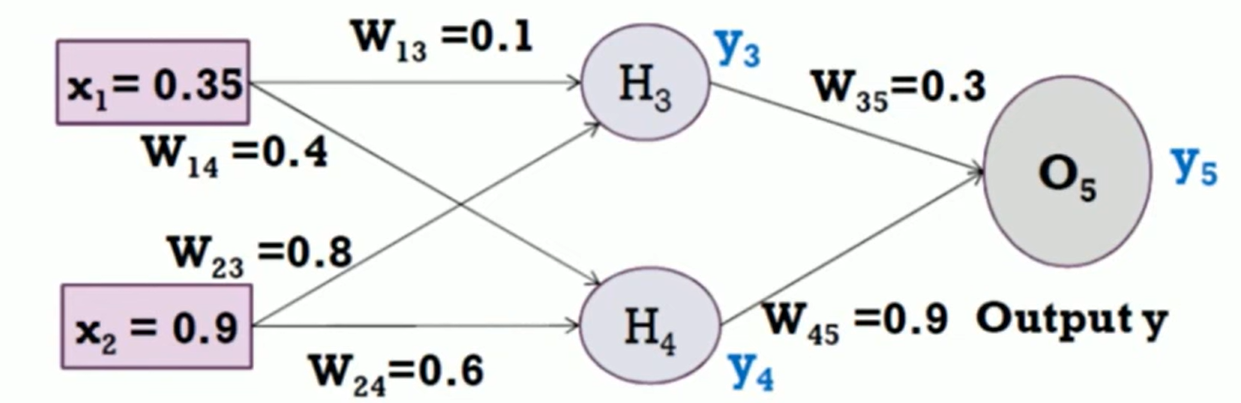 W₁₃ =0.1
y₃
x₁= 0.35
H₃
W₃₅=0.3
W₁₄ =0.4
O₅
y₅
W₂₃ =0.8
x₂ = 0.9
H₄
W₄₅ =0.9 Output y
W₂₄=0.6
y₄